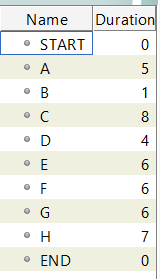 Name Duration
START 0
A 5
B 1
C 8
D 4
E 6
F 6
G 6
H 7
END 0